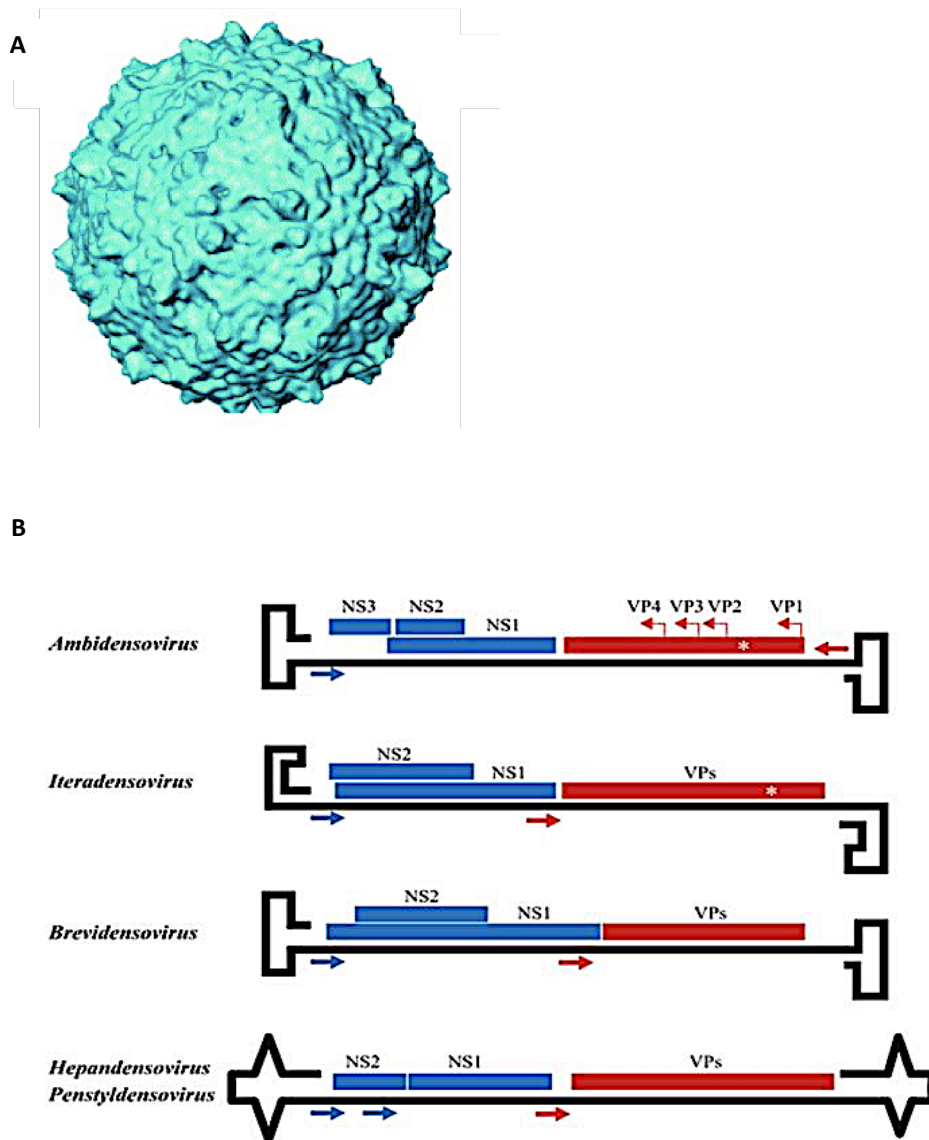 A
B
NS3 NS2 VP4 VP3 VP2 VP1
NS1
Ambidensovirus
*
NS2
Iteradensovirus
NS1 VPs
*
NS2
Brevidensovirus
NS1 VPs
Hepandensovirus
NS2 NS1 VPs
Penstyldensovirus